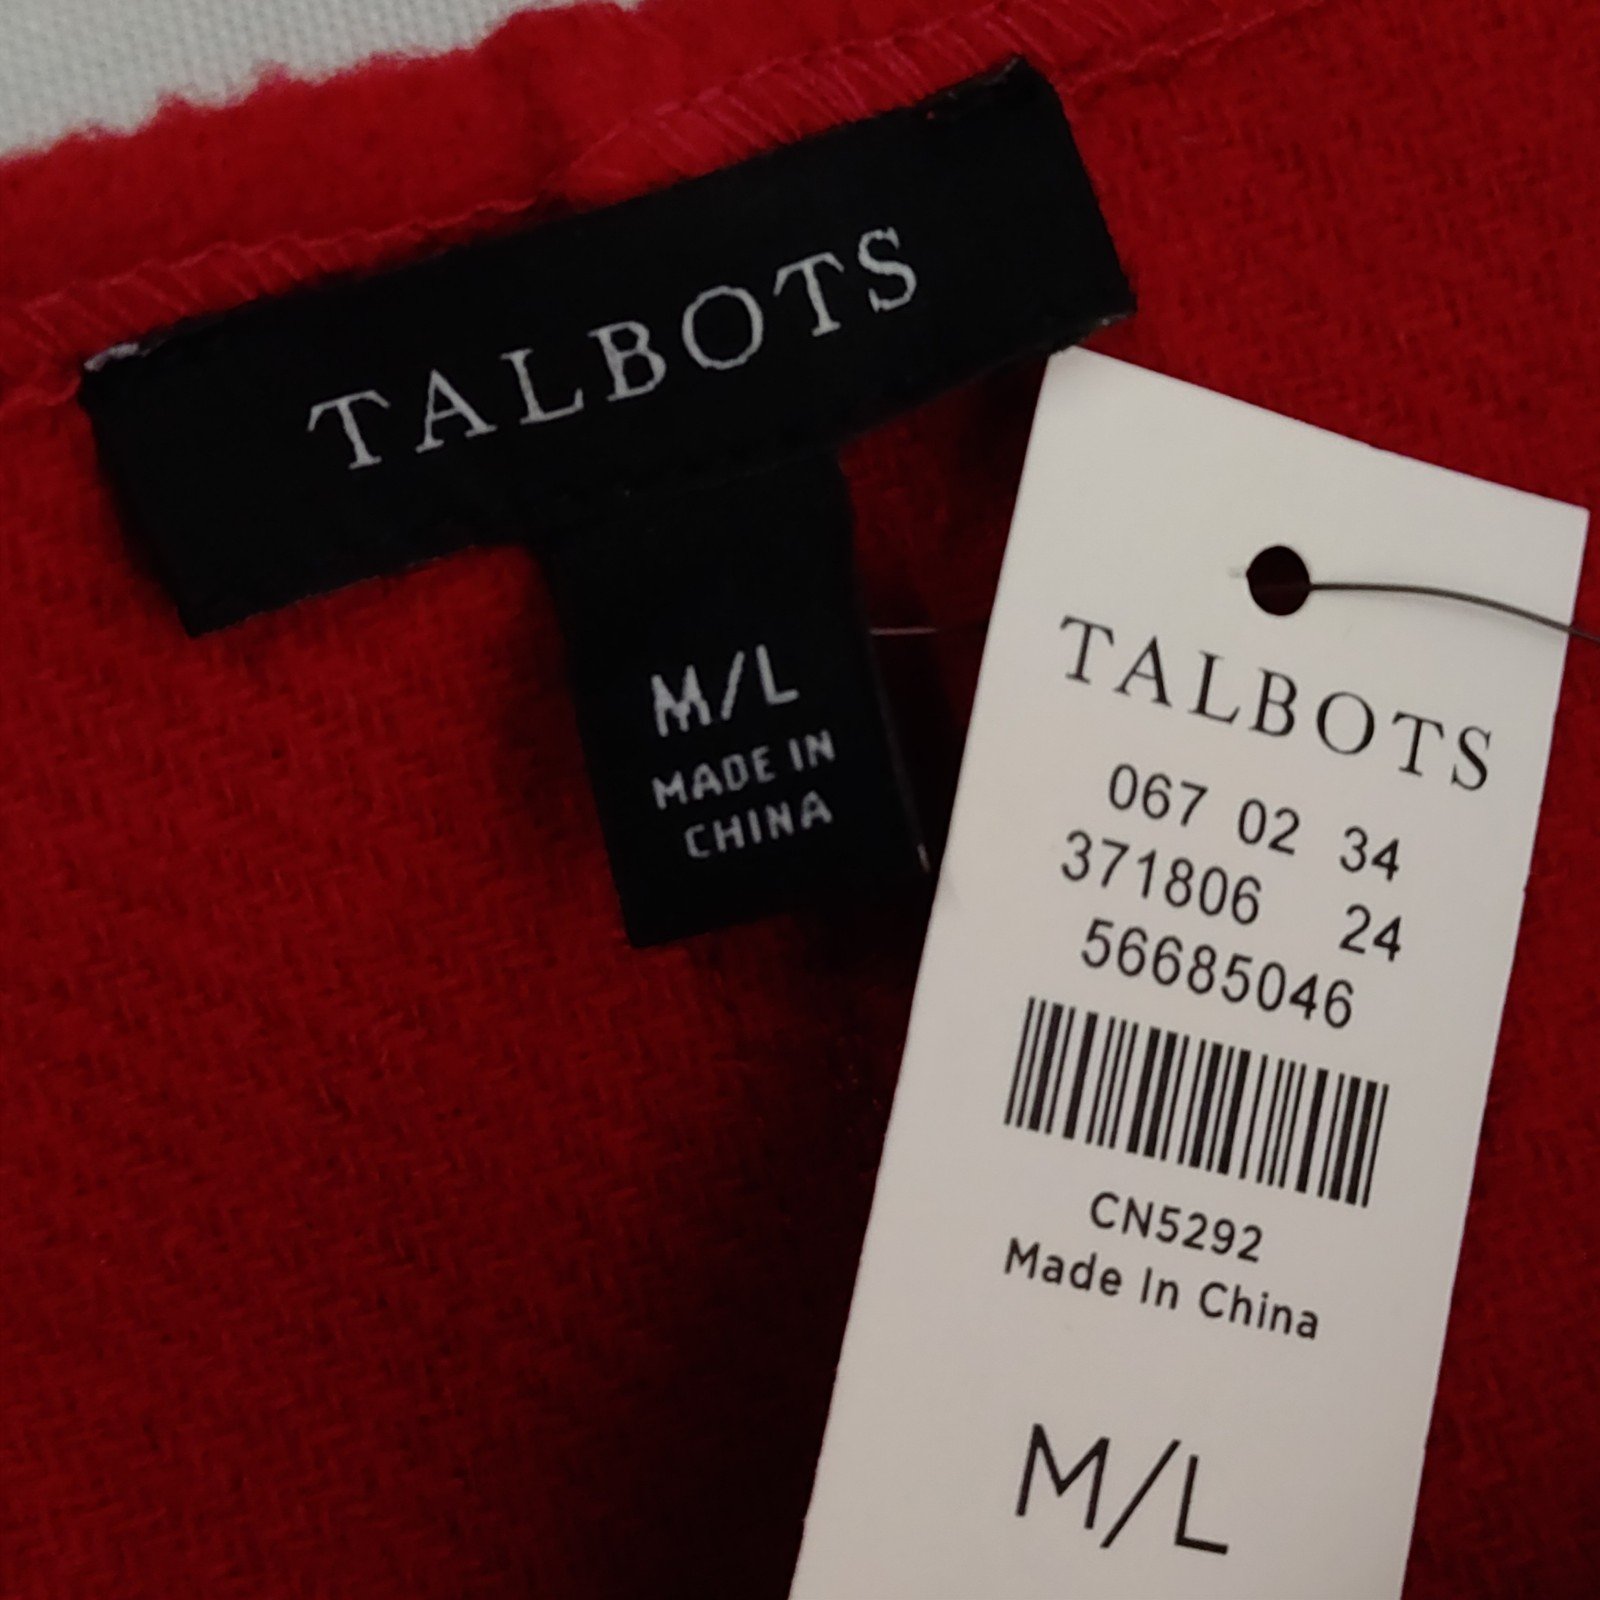 TALBOTS
M/L
MADE IN
CHINA
TALBOTS
067 02 34
371806 24
56685046
CN5292
Made In China
M/L